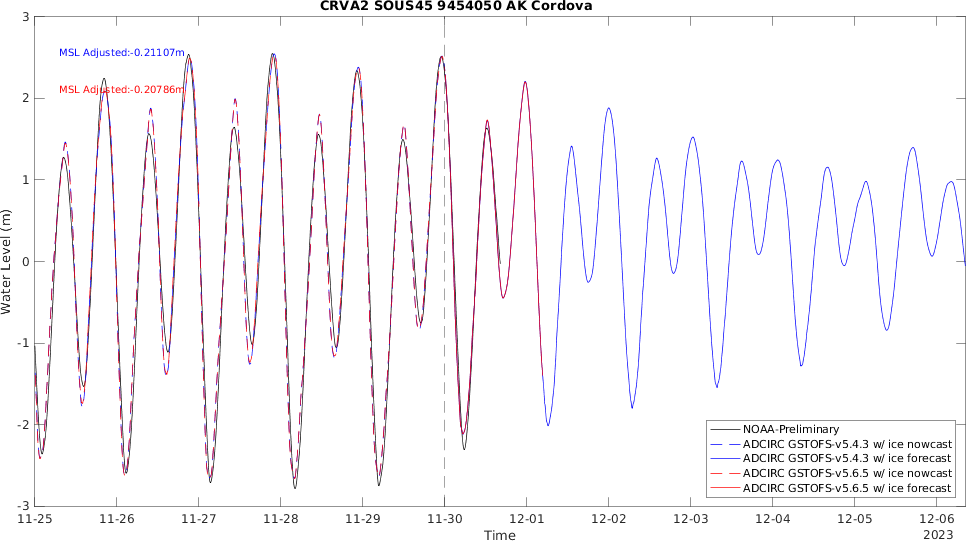 CRVA2 SOUS45 9454050 AK Cordova
MSL Adjusted:-0.21107m
MSL Adjusted:-0.20786m
Water Level (m)
3
2
1
0
-1
-2
-3
NOAA-Preliminary
ADCIRC GSTOFS-v5.4.3 w/ ice nowcast
ADCIRC GSTOFS-v5.4.3 w/ ice forecast
ADCIRC GSTOFS-v5.6.5 w/ ice nowcast
ADCIRC GSTOFS-v5.6.5 w/ ice forecast
11-25 11-26 11-27 11-28 11-29 11-30 12-01 12-02 12-03 12-04 12-05 12-06
Time 2023